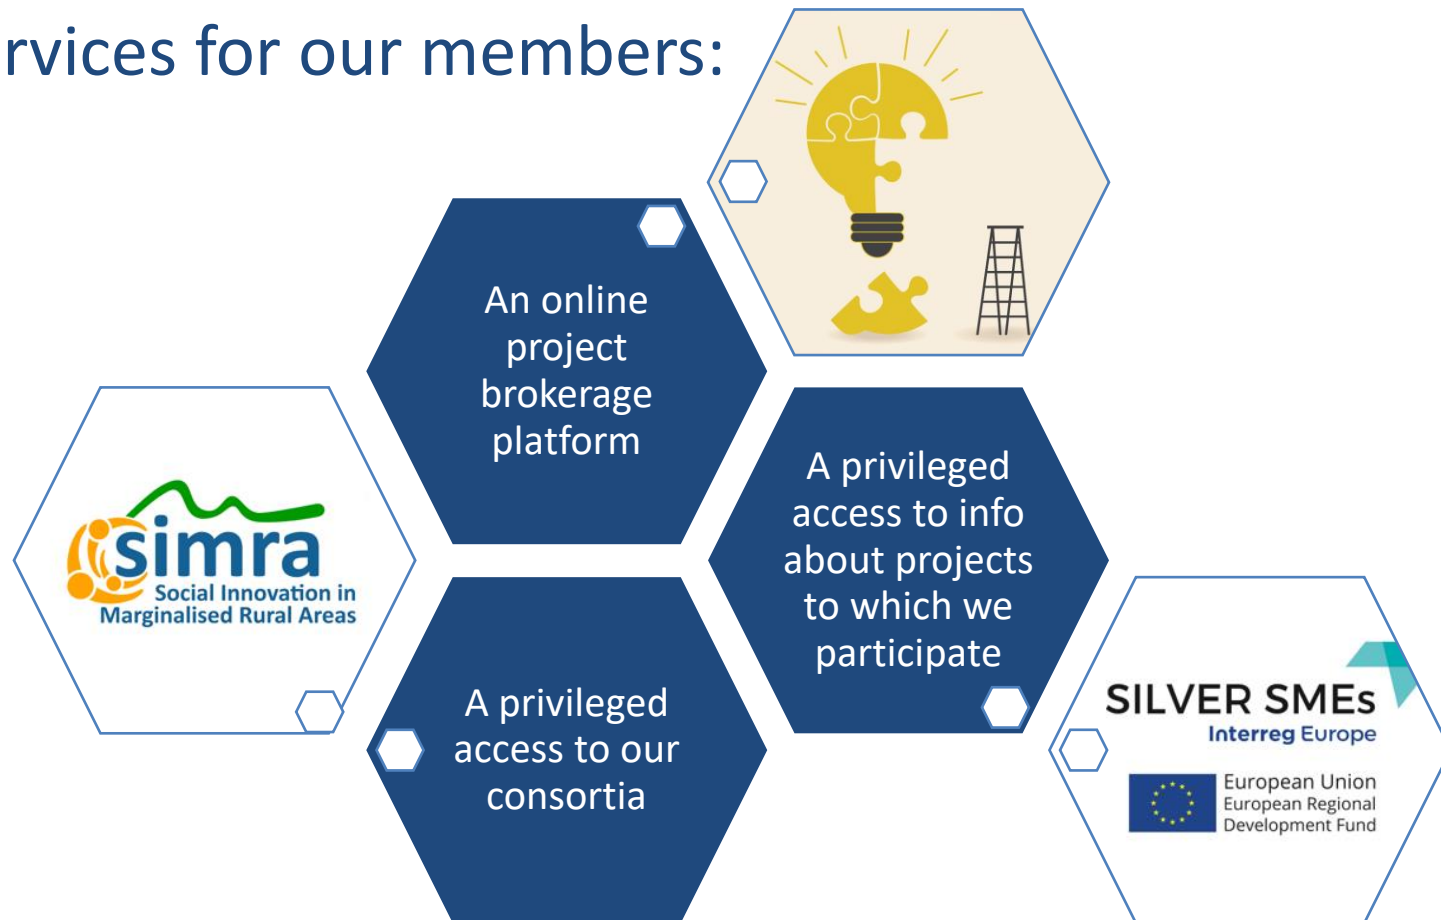 rvices for our members:
An online
project
brokerage
platform
A privileged
access to info
about projects
to which we
participate
simra
Social Innovation in
Marginalised Rural Areas
A privileged
access to our
consortia
SILVER SMEs
Interreg Europe
European Union
European Regional
Development Fund